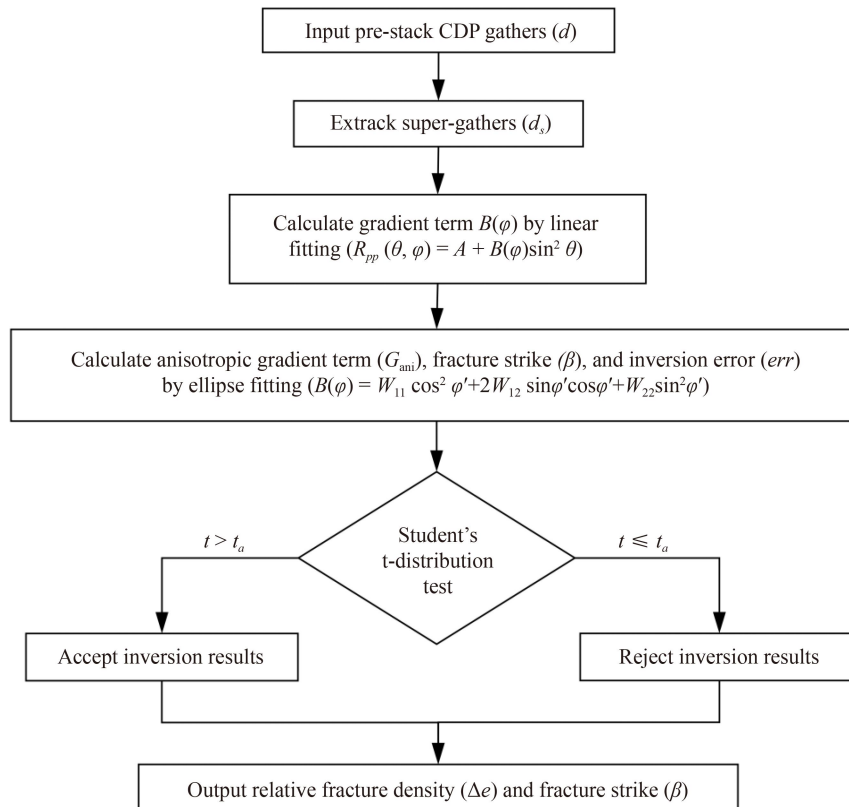 Input pre-stack CDP gathers (d)
Extrack super-gathers (dₛ)
Calculate gradient term B(φ) by linear
fitting (Rₚₚ (θ, φ) = A + B(φ)sin² θ)
Calculate anisotropic gradient term (G_ani), fracture strike (β), and inversion error (err)
by ellipse fitting (B(φ) = W₁₁ cos² φ′+2W₁₂ sinφ′cosφ′+W₂₂sin²φ′)
Student’s
t-distribution
test
t > tₐ
t ⩽ tₐ
Accept inversion results
Reject inversion results
Output relative fracture density (Δe) and fracture strike (β)